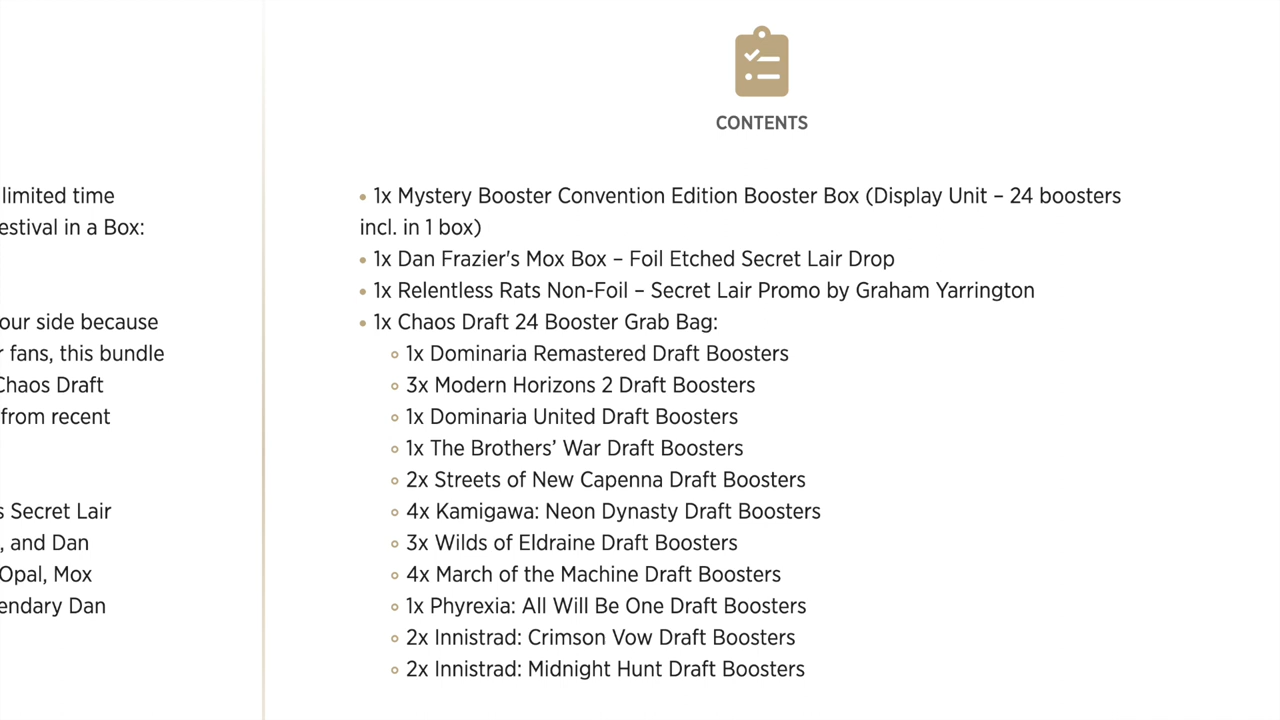 limited time
estival in a Box:
our side because
r fans, this bundle
Chaos Draft
from recent
s Secret Lair
, and Dan
Opal, Mox
endary Dan
CONTENTS
• 1x Mystery Booster Convention Edition Booster Box (Display Unit – 24 boosters
incl. in 1 box)
• 1x Dan Frazier's Mox Box – Foil Etched Secret Lair Drop
• 1x Relentless Rats Non-Foil – Secret Lair Promo by Graham Yarrington
• 1x Chaos Draft 24 Booster Grab Bag:
◦ 1x Dominaria Remastered Draft Boosters
◦ 3x Modern Horizons 2 Draft Boosters
◦ 1x Dominaria United Draft Boosters
◦ 1x The Brothers’ War Draft Boosters
◦ 2x Streets of New Capenna Draft Boosters
◦ 4x Kamigawa: Neon Dynasty Draft Boosters
◦ 3x Wilds of Eldraine Draft Boosters
◦ 4x March of the Machine Draft Boosters
◦ 1x Phyrexia: All Will Be One Draft Boosters
◦ 2x Innistrad: Crimson Vow Draft Boosters
◦ 2x Innistrad: Midnight Hunt Draft Boosters